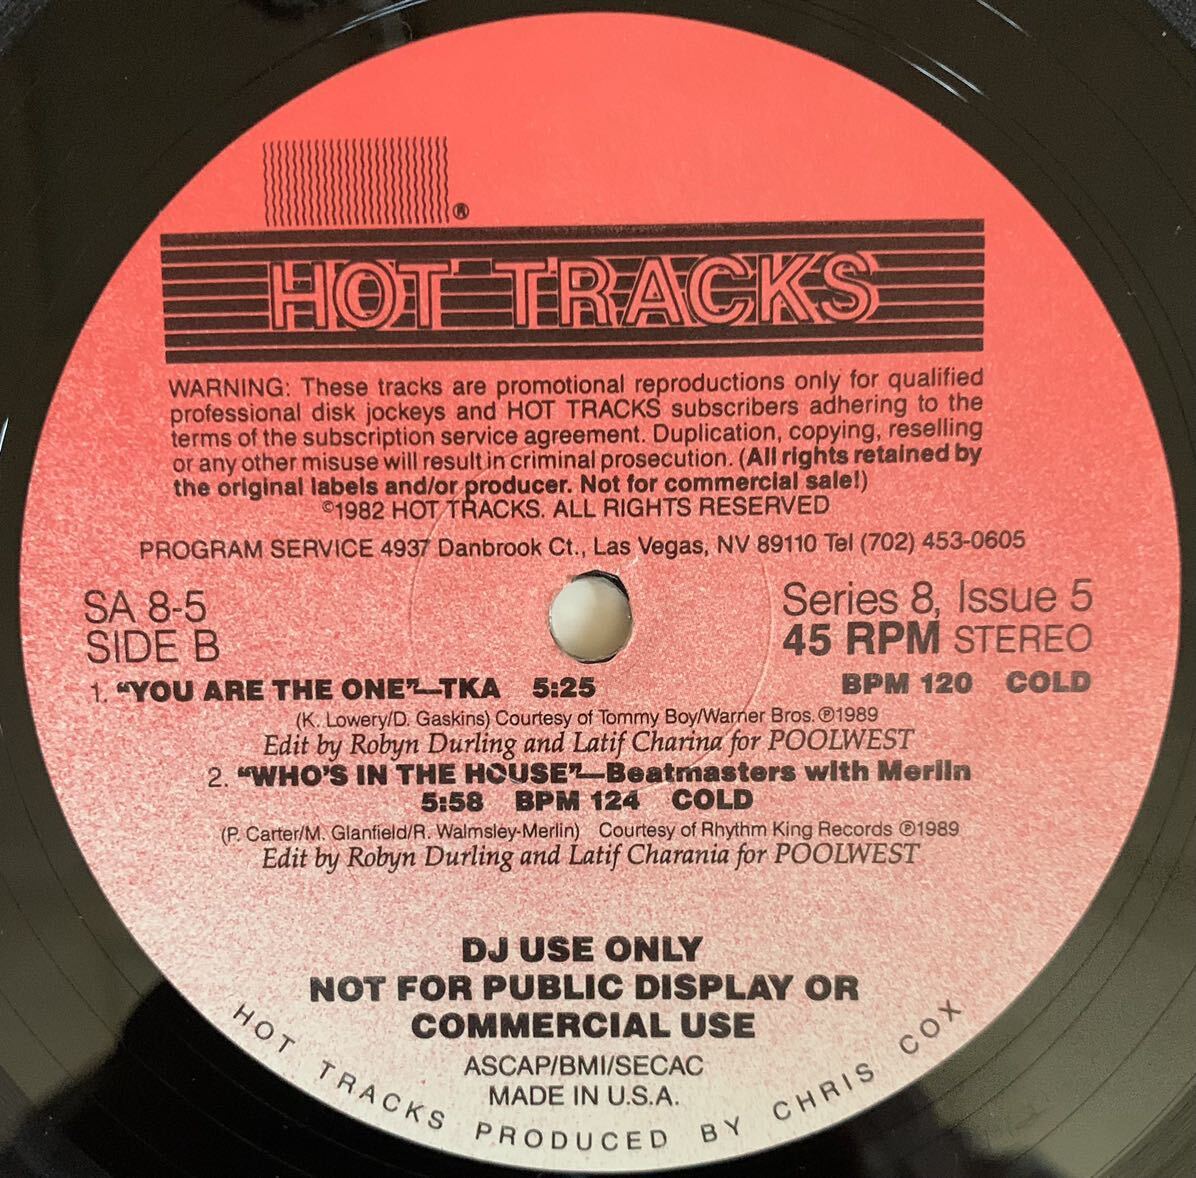 ®
HOT TRACKS
WARNING: These tracks are promotional reproductions only for qualified
professional disk jockeys and HOT TRACKS subscribers adhering to the
terms of the subscription service agreement. Duplication, copying, reselling
or any other misuse will result in criminal prosecution. (All rights retained by
the original labels and/or producer. Not for commercial sale!)
©1982 HOT TRACKS. ALL RIGHTS RESERVED
PROGRAM SERVICE 4937 Danbrook Ct., Las Vegas, NV 89110 Tel (702) 453-0605
SA 8-5 Series 8, Issue 5
SIDE B 45 RPM STEREO
1. “YOU ARE THE ONE”—TKA 5:25 BPM 120 COLD
(K. Lowery/D. Gaskins) Courtesy of Tommy Boy/Warner Bros. ℗1989
Edit by Robyn Durling and Latif Charina for POOLWEST
2. “WHO'S IN THE HOUSE”—Beatmasters with Merlin
5:58 BPM 124 COLD
(P. Carter/M. Glanfield/R. Walmsley-Merlin) Courtesy of Rhythm King Records ℗1989
Edit by Robyn Durling and Latif Charania for POOLWEST
DJ USE ONLY
NOT FOR PUBLIC DISPLAY OR
COMMERCIAL USE
ASCAP/BMI/SECAC
MADE IN U.S.A.
HOT TRACKS PRODUCED BY CHRIS COX